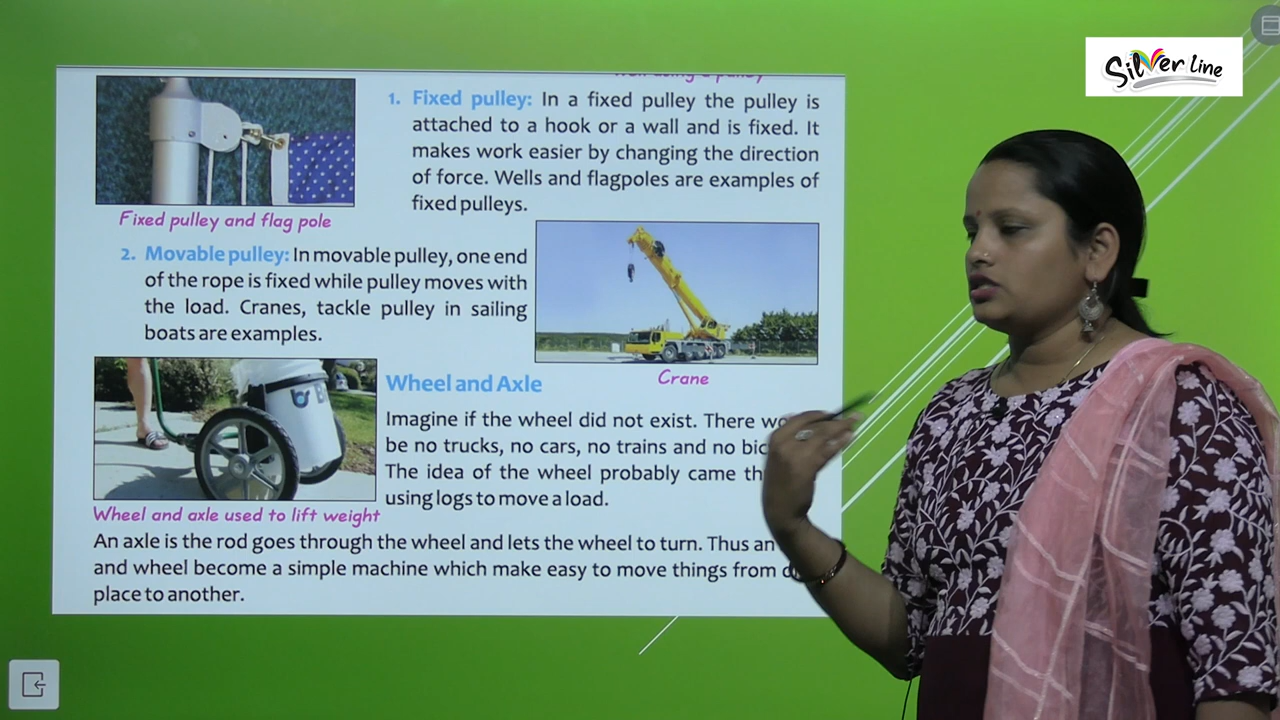 Silver Line
1. Fixed pulley: In a fixed pulley the pulley is
attached to a hook or a wall and is fixed. It
makes work easier by changing the direction
of force. Wells and flagpoles are examples of
fixed pulleys.
Fixed pulley and flag pole
2. Movable pulley: In movable pulley, one end
of the rope is fixed while pulley moves with
the load. Cranes, tackle pulley in sailing
boats are examples.
Crane
Wheel and Axle
Imagine if the wheel did not exist. There
be no trucks, no cars, no trains and no
The idea of the wheel probably came
using logs to move a load.
Wheel and axle used to lift weight
An axle is the rod goes through the wheel and lets the wheel to turn. Thus an
and wheel become a simple machine which make easy to move things from
place to another.